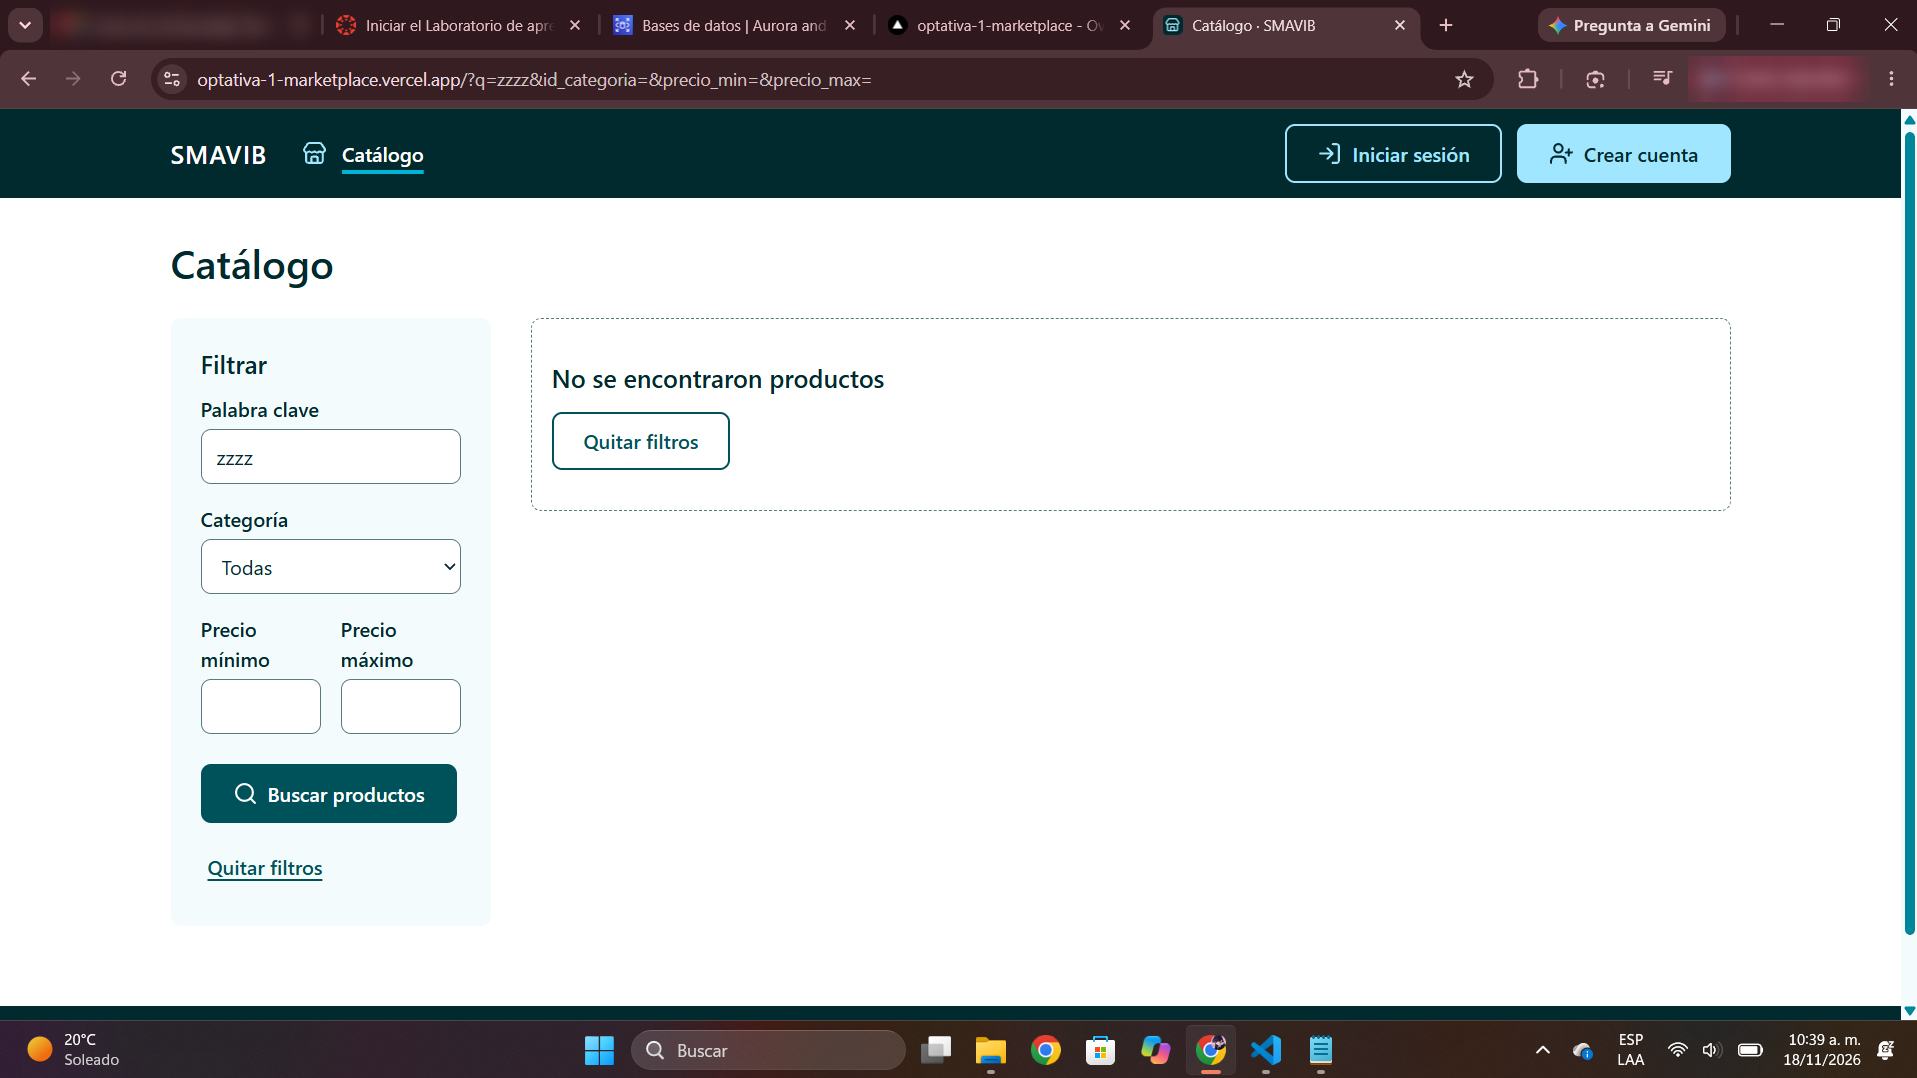 Iniciar el Laboratorio de apre
Bases de datos | Aurora and
optativa-1-marketplace - Ov
Catálogo · SMAVIB
Pregunta a Gemini
optativa-1-marketplace.vercel.app/?q=zzzz&id_categoria=&precio_min=&precio_max=
SMAVIB
Catálogo
Iniciar sesión
Crear cuenta
Catálogo
Filtrar
Palabra clave
zzzz
Categoría
Todas
Precio mínimo
Precio máximo
Buscar productos
Quitar filtros
No se encontraron productos
Quitar filtros
20°C
Soleado
Buscar
ESP
LAA
10:39 a. m.
18/11/2026